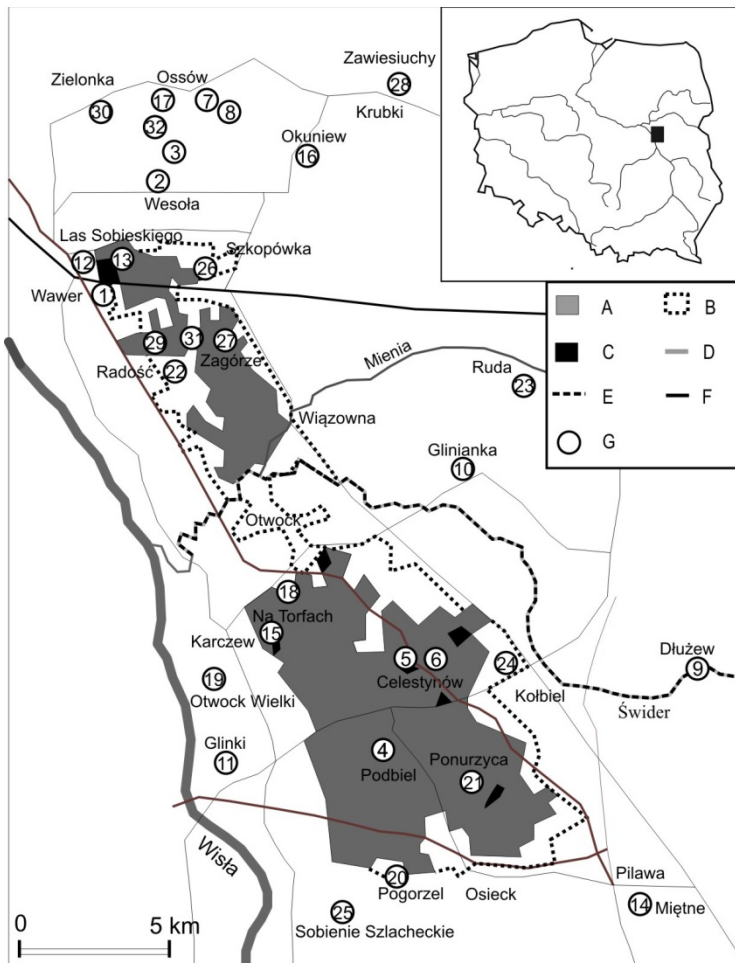 Zawiesiuchy
28
Krubki
Zielonka
Ossów
30
17
7
8
32
3
Okuniew
16
2
Wesoła
Las Sobieskiego
12
13
Szkopówka
26
Wawer
1
29
31
27
Zagórze
Radość
22
Mienia
Ruda
23
Wiązowna
Glinianka
10
Otwock
18
Na Torfach
Karczew
15
5
6
24
Celestynów
Kołbiel
Dłużew
9
Świder
19
Otwock Wielki
Glinki
11
4
Podbiel
Ponurzyca
21
Wisła
20
Pogorzel
Osieck
Pilawa
14
Miętne
25
Sobienie Szlacheckie
0 5 km
A B
C D
E F
G